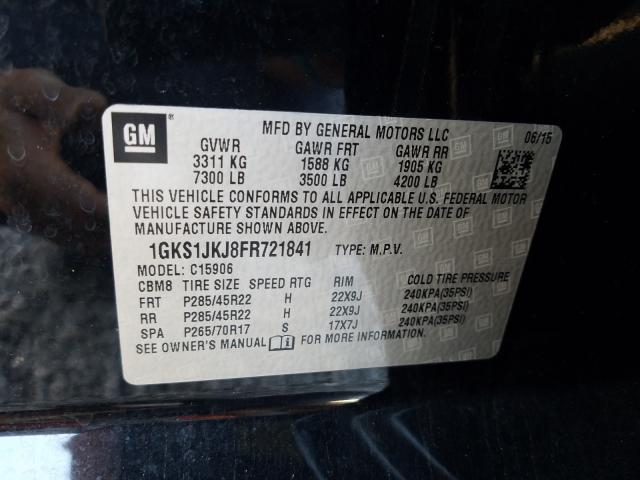 GM
MFD BY GENERAL MOTORS LLC 06/15
GVWR GAWR FRT GAWR RR
3311 KG 1588 KG 1905 KG
7300 LB 3500 LB 4200 LB
THIS VEHICLE CONFORMS TO ALL APPLICABLE U.S. FEDERAL MOTOR
VEHICLE SAFETY STANDARDS IN EFFECT ON THE DATE OF
MANUFACTURE SHOWN ABOVE.
1GKS1JKJ8FR721841 TYPE: M.P.V.
MODEL: C15906
CBM8 TIRE SIZE SPEED RTG RIM COLD TIRE PRESSURE
FRT P285/45R22 H 22X9J 240KPA(35PSI)
RR P285/45R22 H 22X9J 240KPA(35PSI)
SPA P265/70R17 S 17X7J 240KPA(35PSI)
SEE OWNER'S MANUAL FOR MORE INFORMATION.